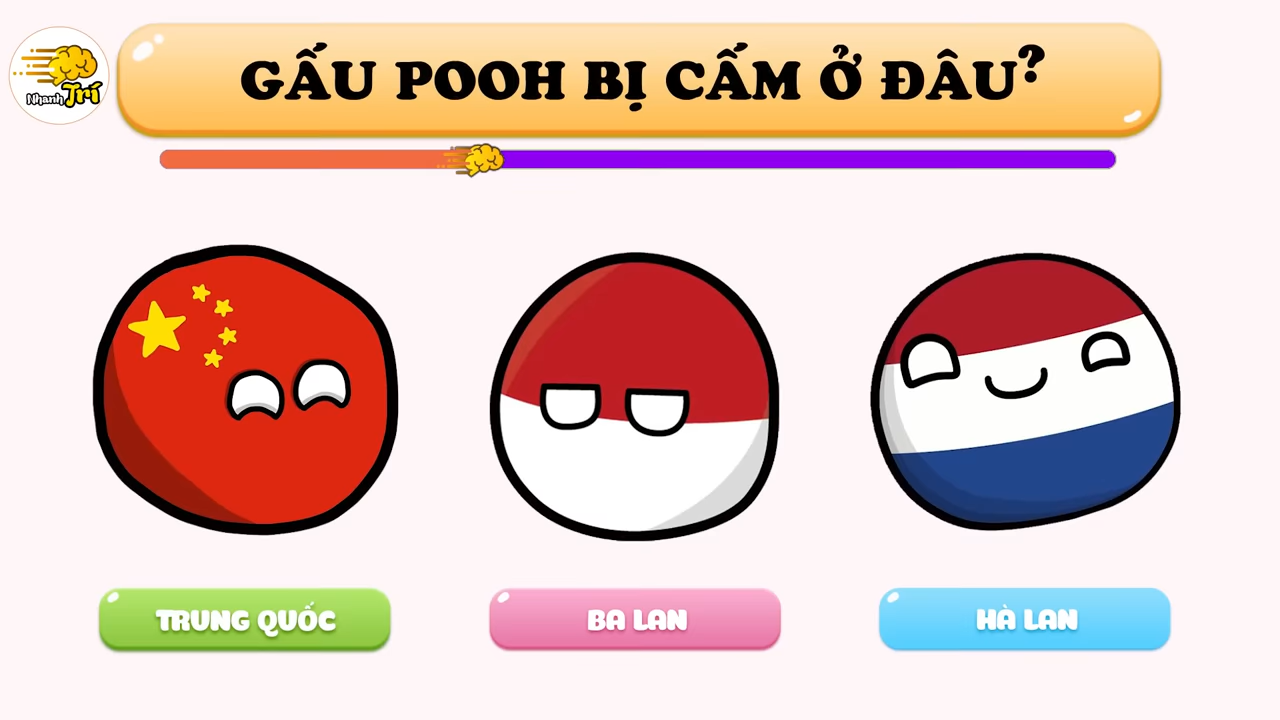 GẤU POOH BỊ CẤM Ở ĐÂU?
Nhanh Trí
TRUNG QUỐC
BA LAN
HÀ LAN